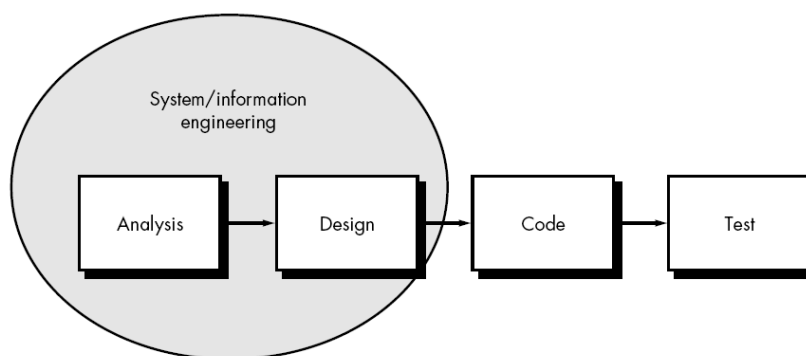 System/information
engineering
Analysis
Design
Code
Test